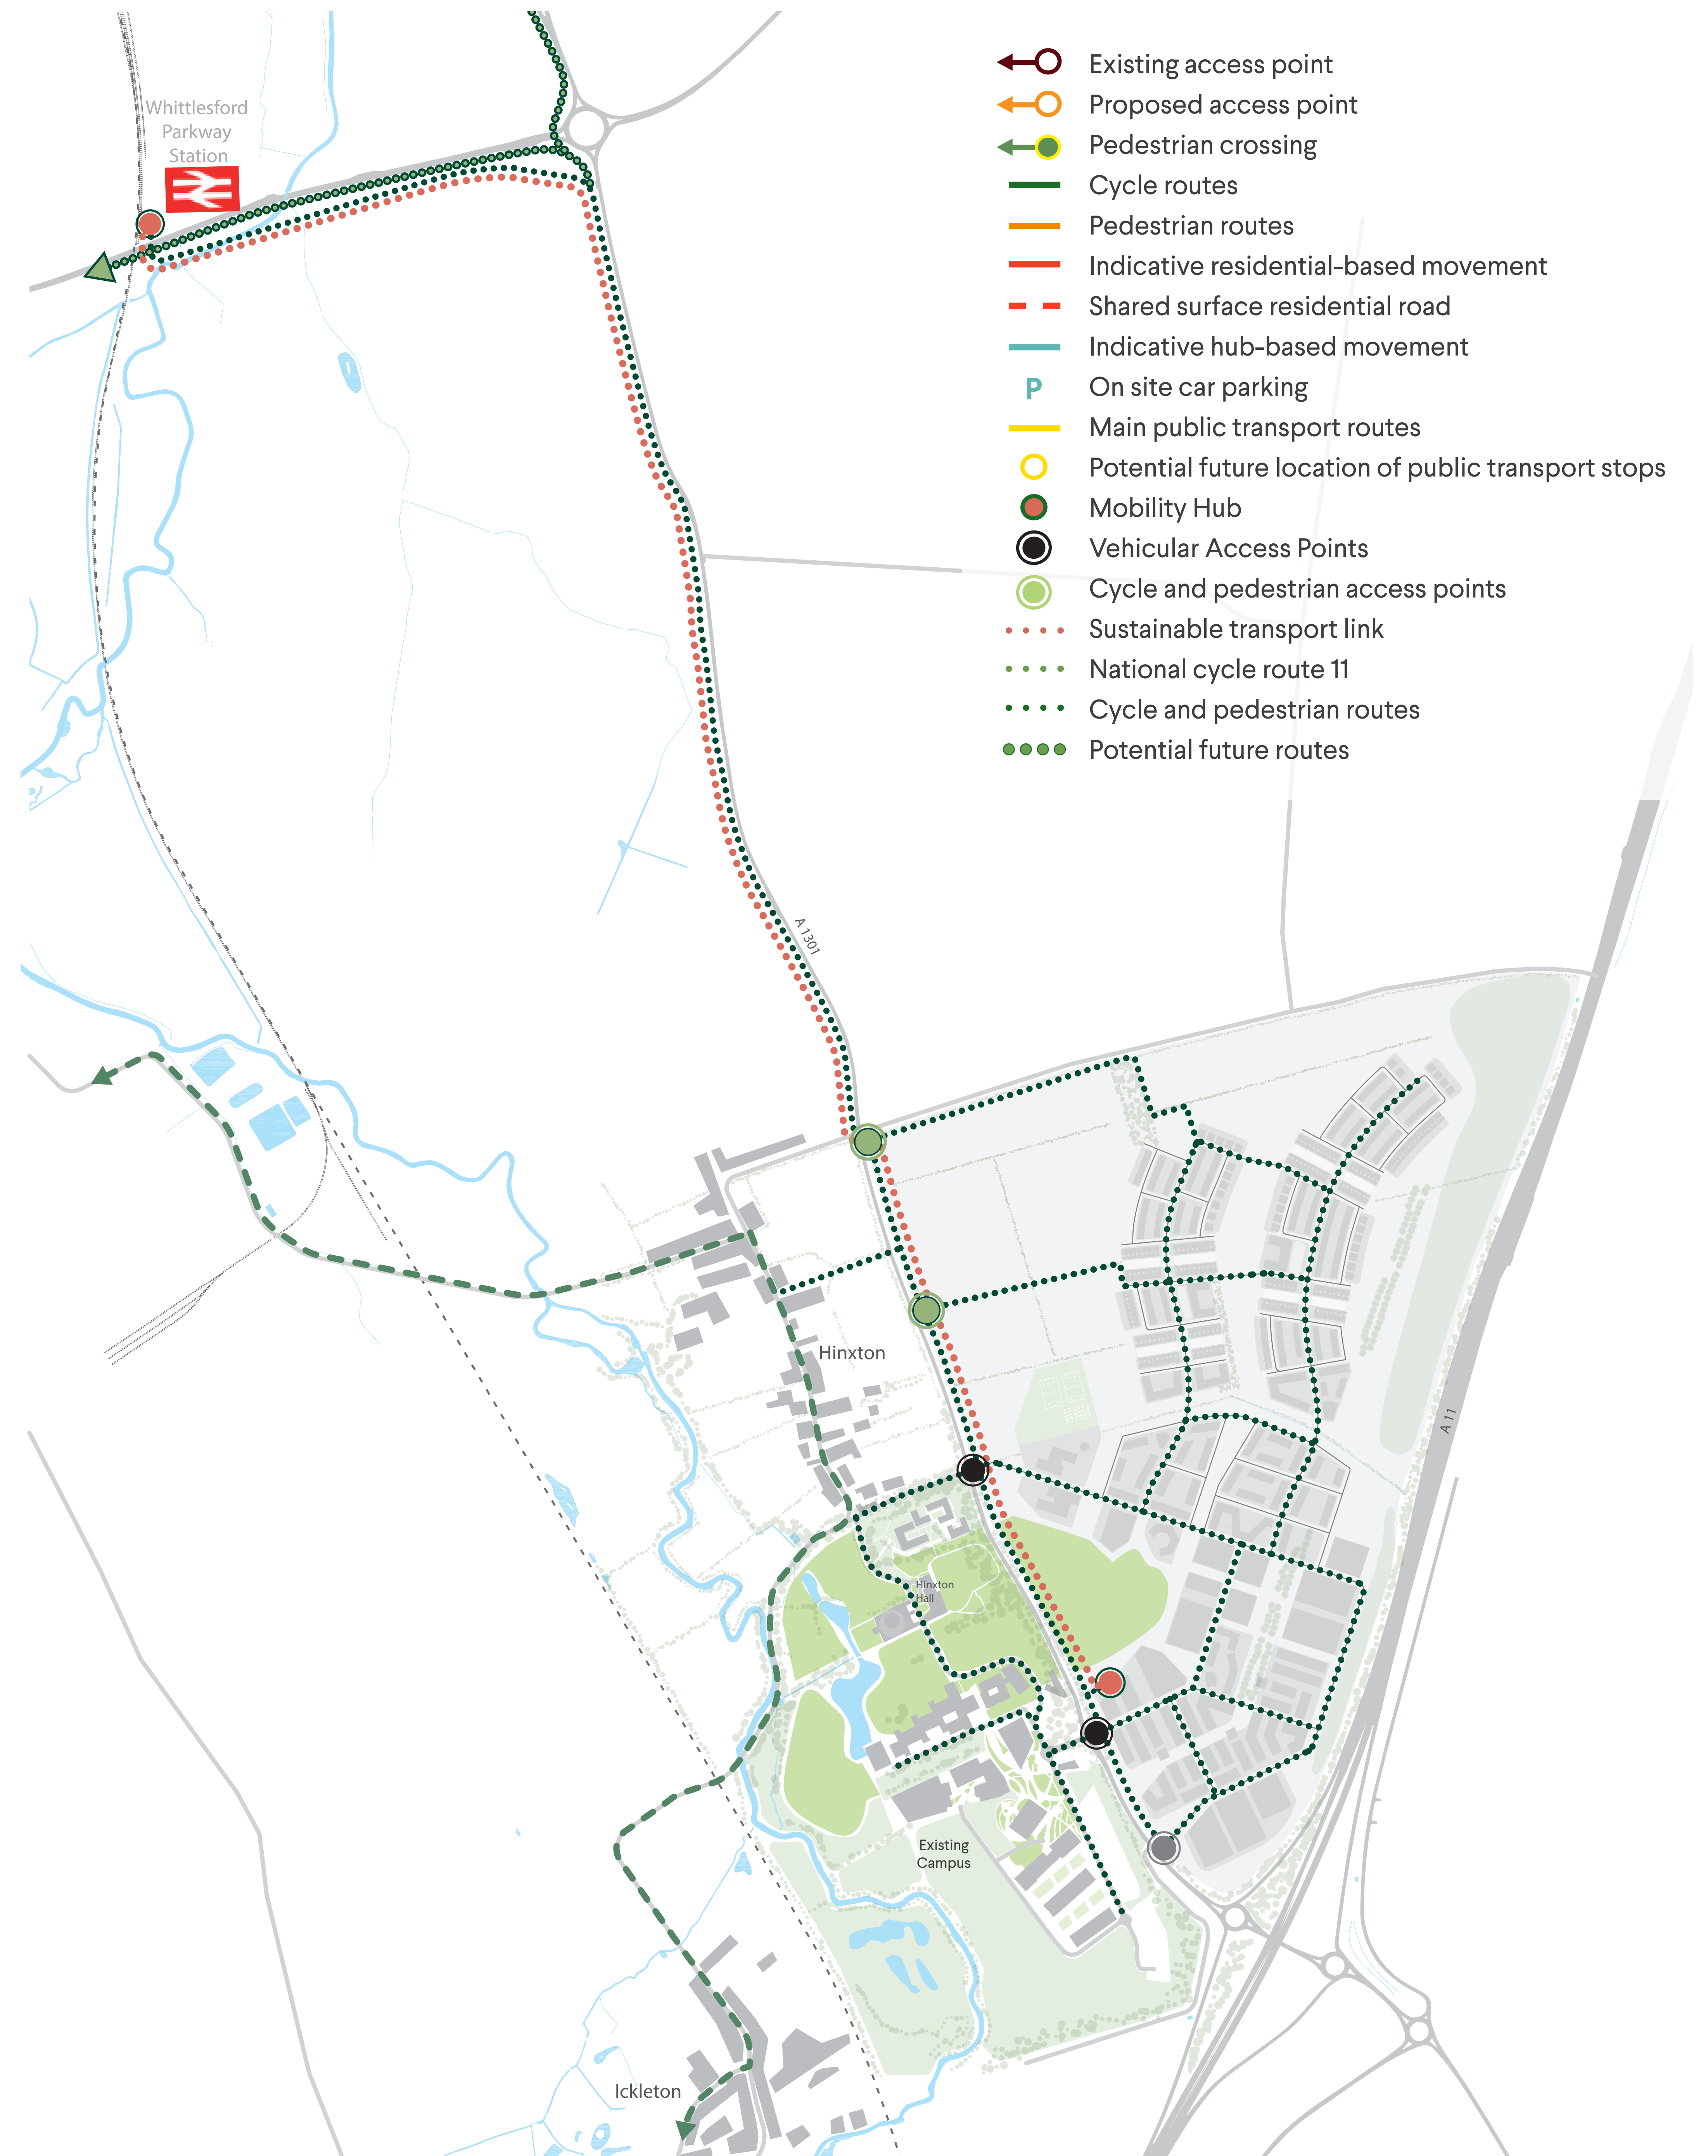 Whittlesford
Parkway
Station
Existing access point
Proposed access point
Pedestrian crossing
Cycle routes
Pedestrian routes
Indicative residential-based movement
Shared surface residential road
Indicative hub-based movement
P On site car parking
Main public transport routes
Potential future location of public transport stops
Mobility Hub
Vehicular Access Points
Cycle and pedestrian access points
Sustainable transport link
National cycle route 11
Cycle and pedestrian routes
Potential future routes
A 1301
Hinxton
A 11
Hinxton
Hall
Existing
Campus
Ickleton